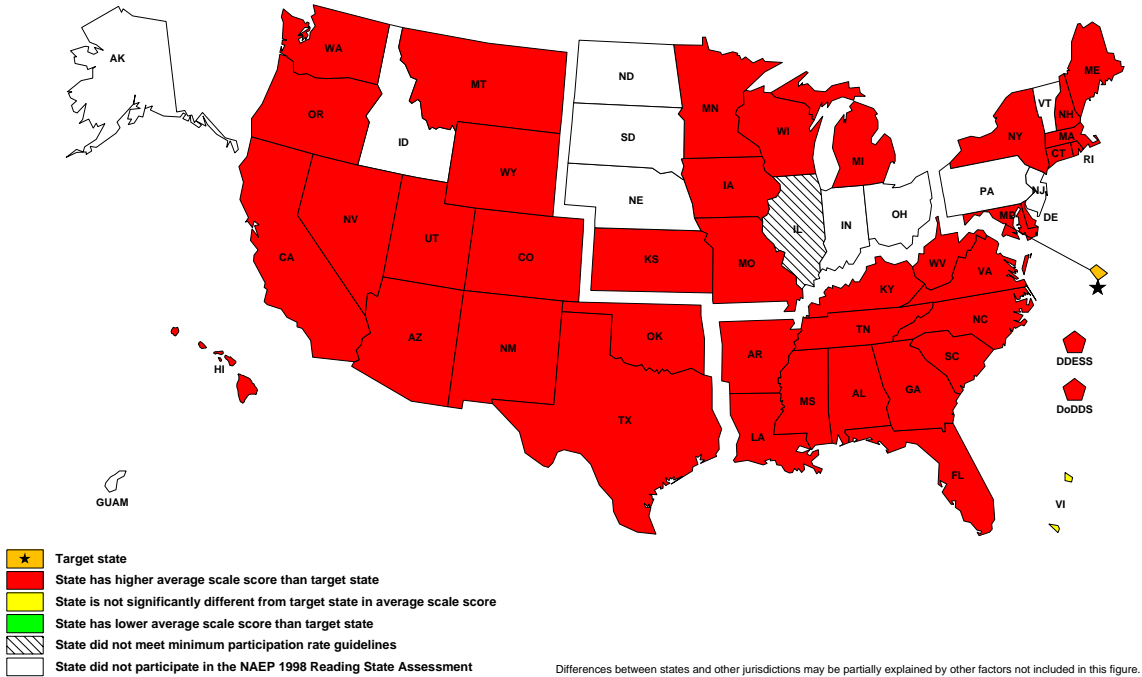 AK
WA
MT
ND
MN
ME
VT
NH
OR
ID
SD
WI
NY
MA
CT
RI
MI
WY
IA
PA
NJ
NE
IL
IN
OH
MD
DE
NV
UT
CO
CA
KS
MO
WV
VA
KY
AZ
NM
OK
TN
NC
AR
SC
DDESS
HI
MS
AL
GA
DoDDS
TX
LA
FL
GUAM
VI
Target state
State has higher average scale score than target state
State is not significantly different from target state in average scale score
State has lower average scale score than target state
State did not meet minimum participation rate guidelines
State did not participate in the NAEP 1998 Reading State Assessment
Differences between states and other jurisdictions may be partially explained by other factors not included in this figure.